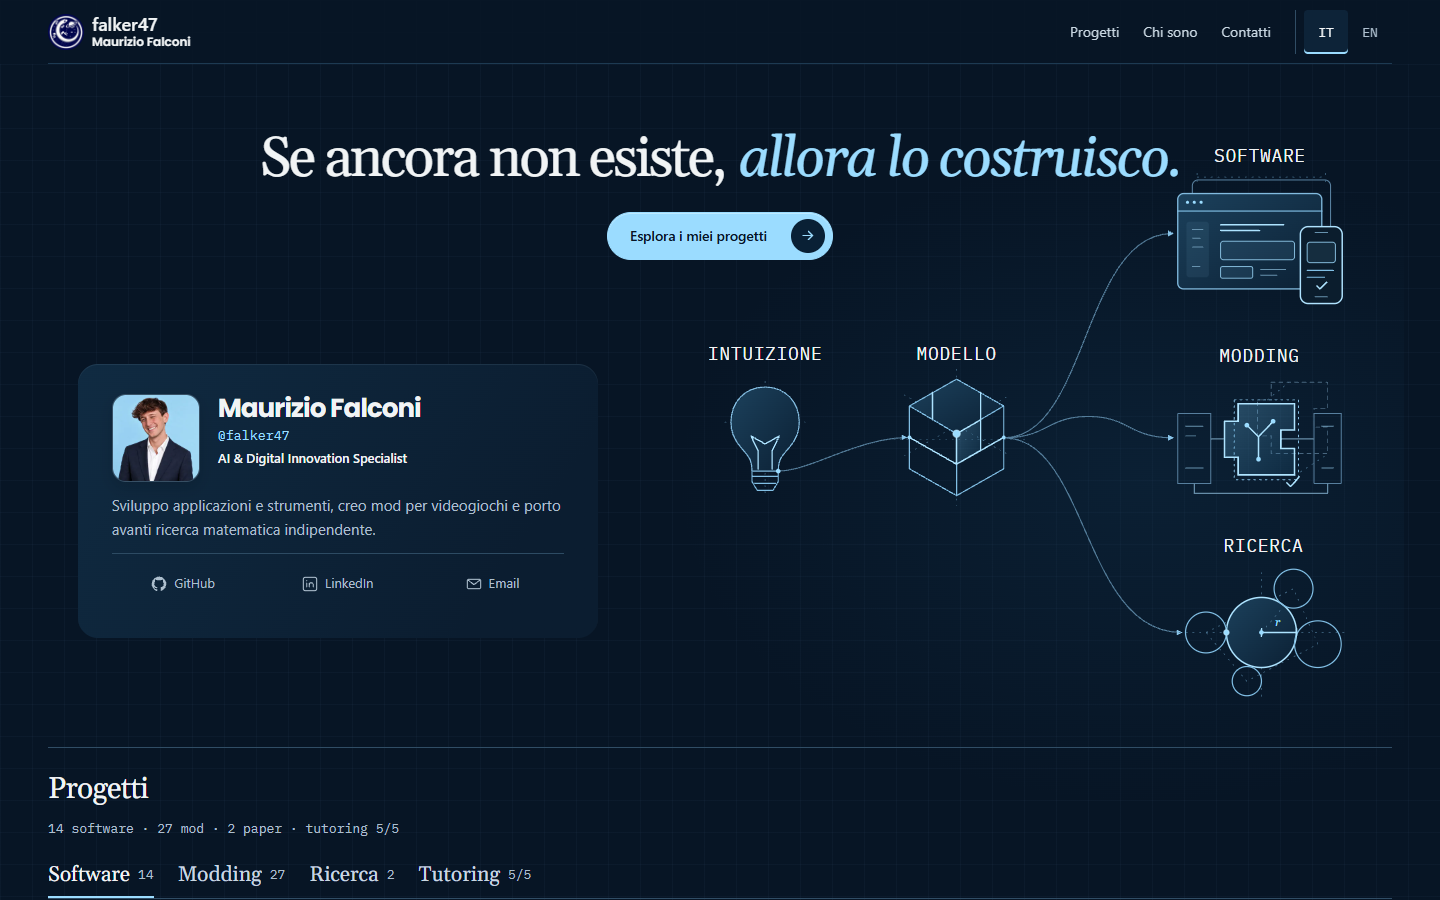 falker47
Maurizio Falconi
Progetti
Chi sono
Contatti
IT
EN
Se ancora non esiste, allora lo costruisco.
Esplora i miei progetti
SOFTWARE
INTUIZIONE
MODELLO
MODDING
RICERCA
r
Maurizio Falconi
@falker47
AI & Digital Innovation Specialist
Sviluppo applicazioni e strumenti, creo mod per videogiochi e porto
avanti ricerca matematica indipendente.
GitHub
LinkedIn
Email
Progetti
14 software · 27 mod · 2 paper · tutoring 5/5
Software 14
Modding 27
Ricerca 2
Tutoring 5/5